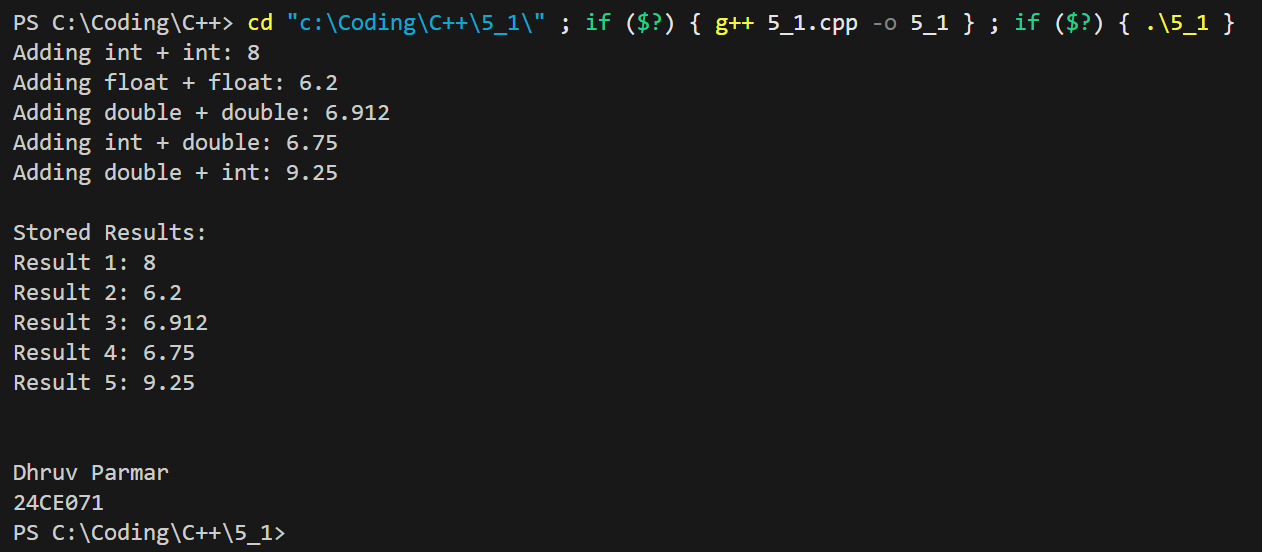 PS C:\Coding\C++> cd "c:\Coding\C++\5_1\" ; if ($?) { g++ 5_1.cpp -o 5_1 } ; if ($?) { .\5_1 }
Adding int + int: 8
Adding float + float: 6.2
Adding double + double: 6.912
Adding int + double: 6.75
Adding double + int: 9.25
Stored Results:
Result 1: 8
Result 2: 6.2
Result 3: 6.912
Result 4: 6.75
Result 5: 9.25
Dhruv Parmar
24CE071
PS C:\Coding\C++\5_1>